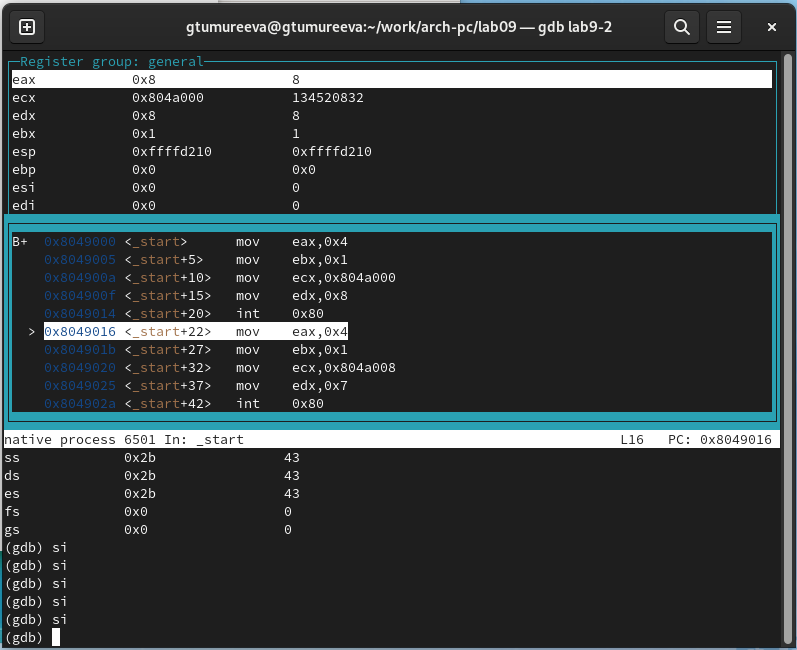 gtumureeva@gtumureeva:~/work/arch-pc/lab09 — gdb lab9-2
Register group: general
eax 0x8 8
ecx 0x804a000 134520832
edx 0x8 8
ebx 0x1 1
esp 0xffffd210 0xffffd210
ebp 0x0 0x0
esi 0x0 0
edi 0x0 0
B+ 0x8049000 <_start> mov eax,0x4
0x8049005 <_start+5> mov ebx,0x1
0x804900a <_start+10> mov ecx,0x804a000
0x804900f <_start+15> mov edx,0x8
0x8049014 <_start+20> int 0x80
> 0x8049016 <_start+22> mov eax,0x4
0x804901b <_start+27> mov ebx,0x1
0x8049020 <_start+32> mov ecx,0x804a008
0x8049025 <_start+37> mov edx,0x7
0x804902a <_start+42> int 0x80
native process 6501 In: _start L16 PC: 0x8049016
ss 0x2b 43
ds 0x2b 43
es 0x2b 43
fs 0x0 0
gs 0x0 0
(gdb) si
(gdb) si
(gdb) si
(gdb) si
(gdb) si
(gdb)